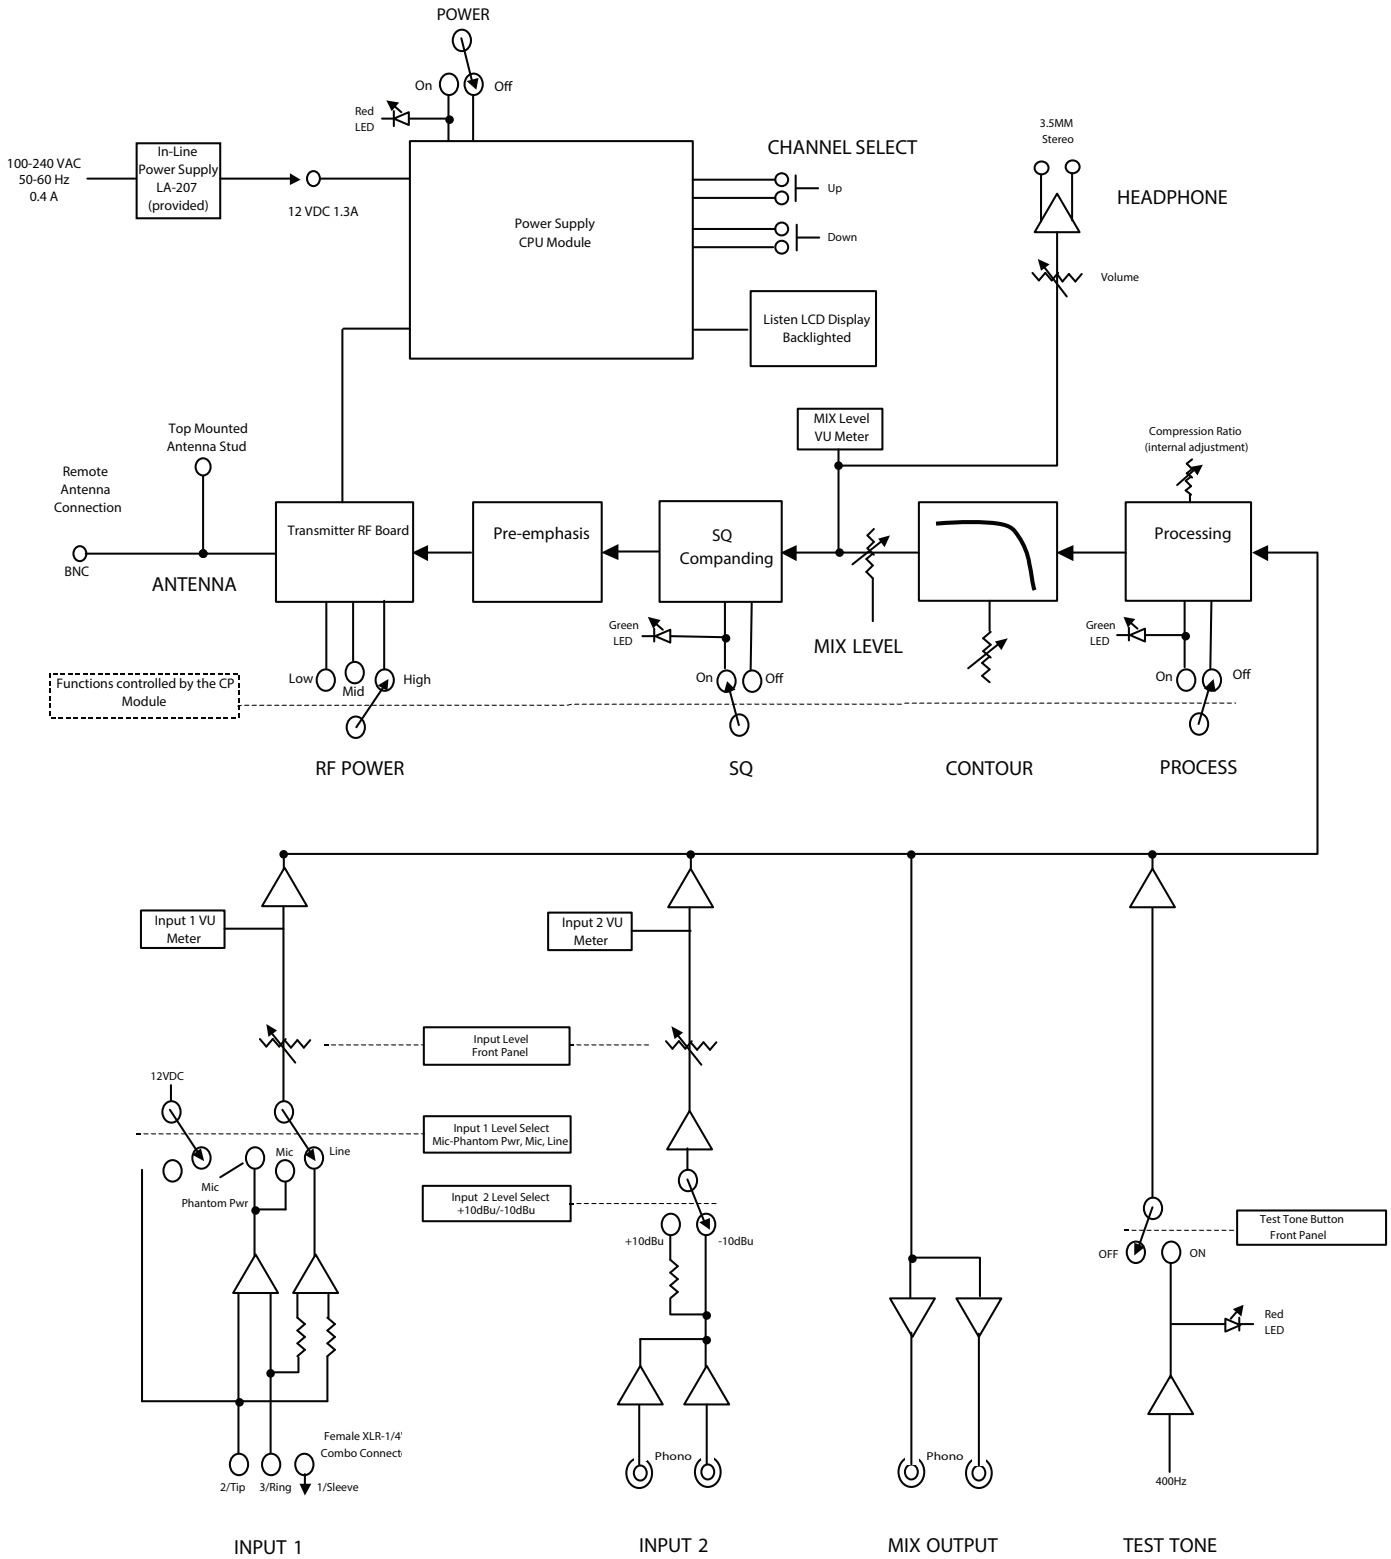 POWER
On
Off
Red
LED
100-240 VAC
50-60 Hz
0.4 A
In-Line
Power Supply
LA-207
(provided)
12 VDC 1.3A
Power Supply
CPU Module
CHANNEL SELECT
Up
Down
Listen LCD Display
Backlighted
3.5MM
Stereo
HEADPHONE
Volume
MIX Level
VU Meter
Compression Ratio
(internal adjustment)
Top Mounted
Antenna Stud
Remote
Antenna
Connection
BNC
ANTENNA
Transmitter RF Board
Pre-emphasis
SQ
Companding
Processing
Green
LED
MIX LEVEL
Green
LED
Low
Mid
High
On
Off
On
Off
Functions controlled by the CP
Module
RF POWER
SQ
CONTOUR
PROCESS
Input 1 VU
Meter
Input 2 VU
Meter
Input Level
Front Panel
12VDC
Input 1 Level Select
Mic-Phantom Pwr, Mic, Line
Mic
Line
Mic
Phantom Pwr
Input 2 Level Select
+10dBu/-10dBu
+10dBu
-10dBu
Test Tone Button
Front Panel
OFF
ON
Red
LED
Female XLR-1/4'
Combo Connect
2/Tip
3/Ring
1/Sleeve
Phono
Phono
400Hz
INPUT 1
INPUT 2
MIX OUTPUT
TEST TONE